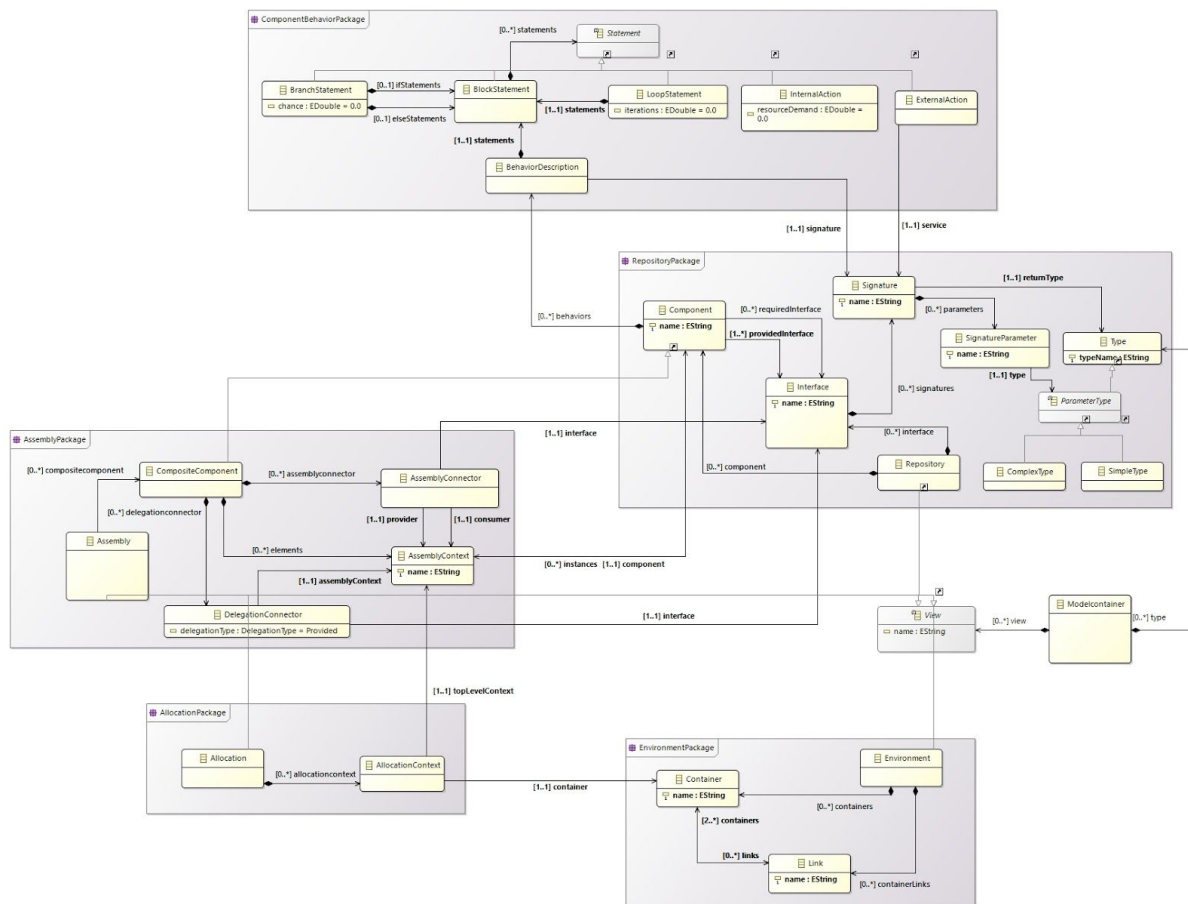 ComponentBehaviorPackage
[0..*] statements
Statement
BranchStatement
chance : EDouble = 0.0
[0..1] ifStatements
[0..1] elseStatements
BlockStatement
[1..1] statements
LoopStatement
iterations : EDouble = 0.0
InternalAction
resourceDemand : EDouble =
0.0
ExternalAction
[1..1] statements
BehaviorDescription
[1..1] signature
[1..1] service
RepositoryPackage
[0..*] behaviors
Component
name : EString
[0..*] requiredInterface
[1..*] providedInterface
Signature
name : EString
[1..1] returnType
[0..*] parameters
SignatureParameter
name : EString
Type
typeName : EString
[1..1] type
Interface
name : EString
[0..*] signatures
ParameterType
[0..*] interface
[0..*] component
Repository
ComplexType
SimpleType
AssemblyPackage
[1..1] interface
[0..*] compositecomponent
CompositeComponent
[0..*] assemblyconnector
AssemblyConnector
[0..*] delegationconnector
[1..1] provider
[1..1] consumer
Assembly
[0..*] elements
AssemblyContext
name : EString
[0..*] instances
[1..1] component
[1..1] assemblyContext
DelegationConnector
delegationType : DelegationType = Provided
[1..1] interface
View
name : EString
[0..*] view
Modelcontainer
[0..*] type
[1..1] topLevelContext
AllocationPackage
Allocation
[0..*] allocationcontext
AllocationContext
[1..1] container
EnvironmentPackage
Container
name : EString
Environment
[0..*] containers
[2..*] containers
[0..*] links
Link
name : EString
[0..*] containerLinks